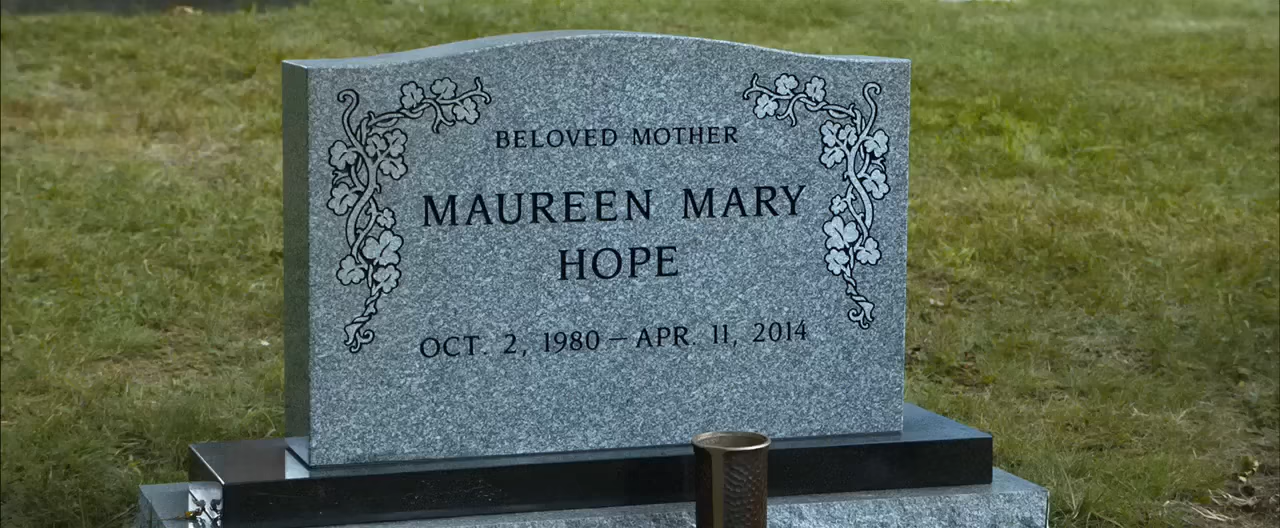 BELOVED MOTHER
MAUREEN MARY
HOPE
OCT. 2, 1980 – APR. 11, 2014